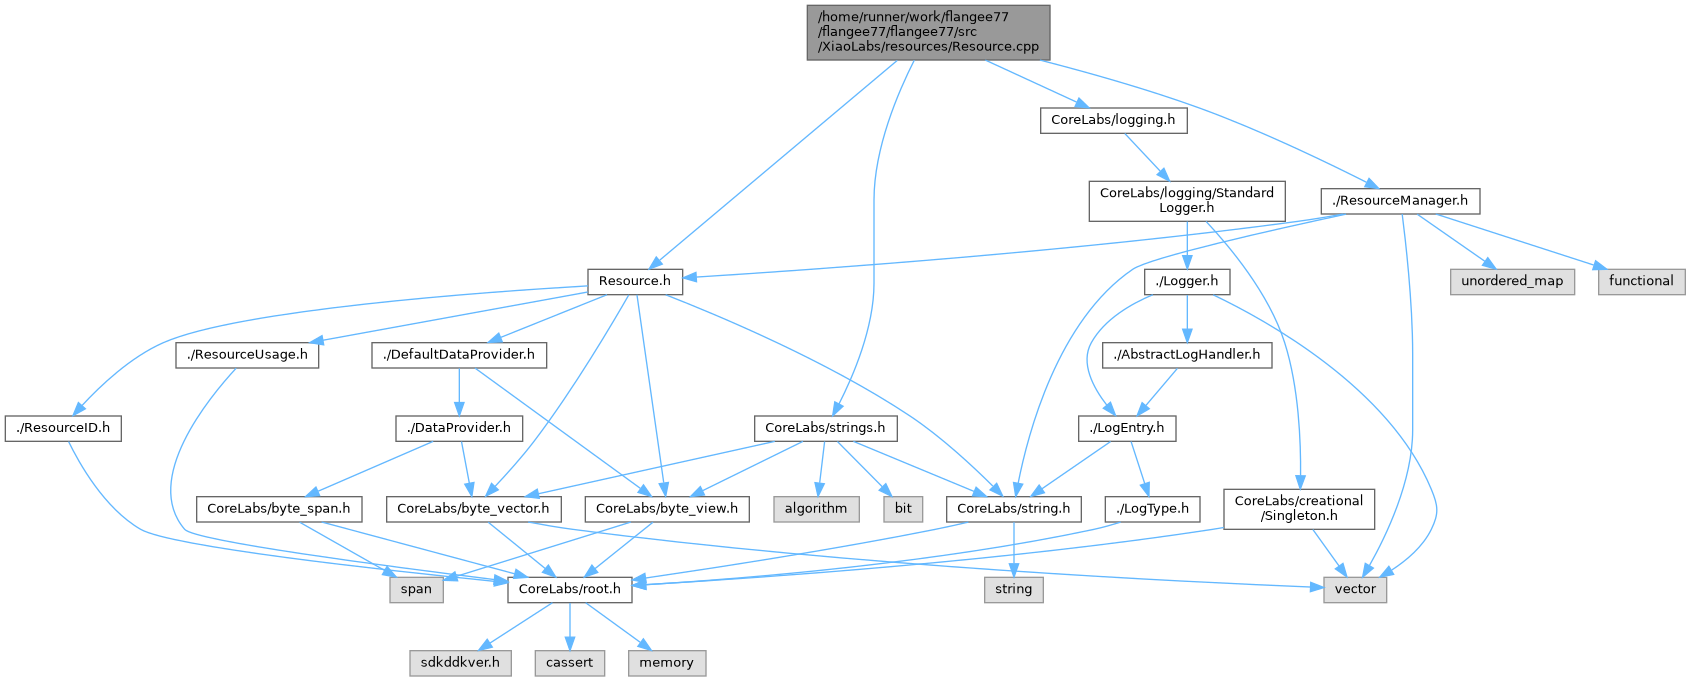 /home/runner/work/flangee77
/flangee77/flangee77/src
/XiaoLabs/resources/Resource.cpp
CoreLabs/logging.h
CoreLabs/logging/Standard
Logger.h
./ResourceManager.h
Resource.h
./Logger.h
unordered_map
functional
./ResourceUsage.h
./DefaultDataProvider.h
./AbstractLogHandler.h
./ResourceID.h
./DataProvider.h
CoreLabs/strings.h
./LogEntry.h
CoreLabs/byte_span.h
CoreLabs/byte_vector.h
CoreLabs/byte_view.h
algorithm
bit
CoreLabs/string.h
./LogType.h
CoreLabs/creational
/Singleton.h
span
CoreLabs/root.h
string
vector
sdkddkver.h
cassert
memory